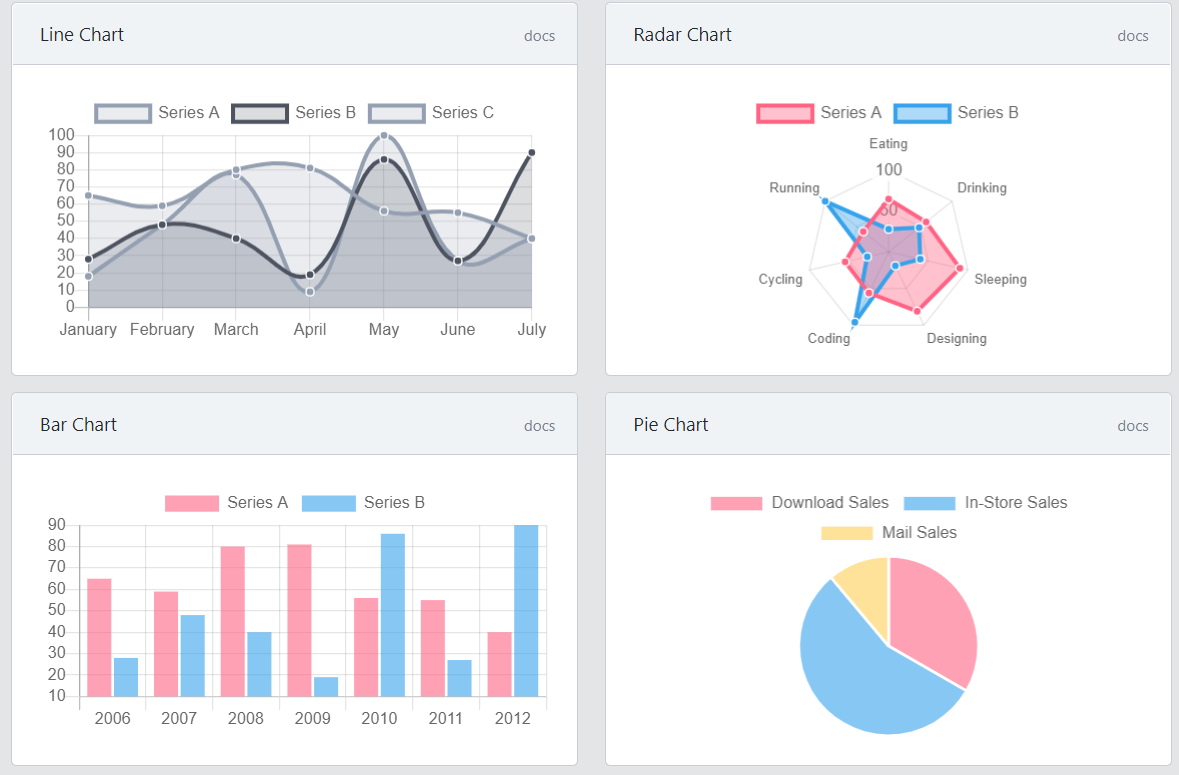 Line Chart docs
Series A Series B Series C
100
90
80
70
60
50
40
30
20
10
0
January February March April May June July
Radar Chart docs
Series A Series B
Eating
100
Running Drinking
50
Cycling Sleeping
Coding Designing
Bar Chart docs
Series A Series B
90
80
70
60
50
40
30
20
10
2006 2007 2008 2009 2010 2011 2012
Pie Chart docs
Download Sales In-Store Sales
Mail Sales